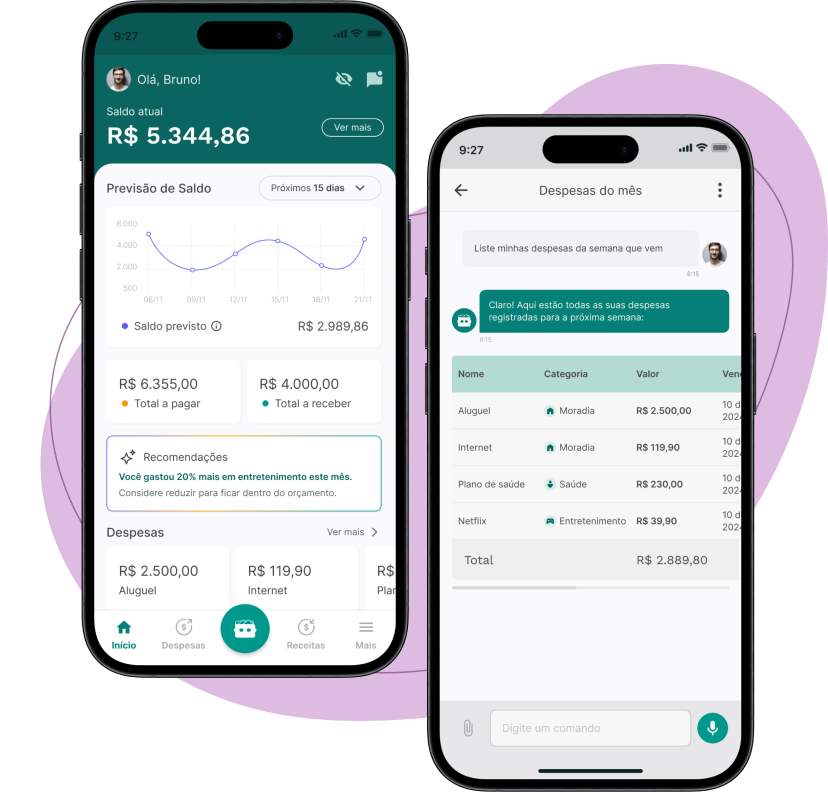 9:27
Olá, Bruno!
Saldo atual
R$ 5.344,86
Ver mais
Previsão de Saldo
Próximos 15 dias
6.000
4.000
2.000
500
06/11 09/11 12/11 15/11 18/11 21/11
Saldo previsto R$ 2.989,86
R$ 6.355,00
Total a pagar
R$ 4.000,00
Total a receber
Recomendações
Você gastou 20% mais em entretenimento este mês.
Considere reduzir para ficar dentro do orçamento.
Despesas Ver mais
R$ 2.500,00
Aluguel
R$ 119,90
Internet
R$
Plan
Início Despesas Receitas Mais
9:27
Despesas do mês
Liste minhas despesas da semana que vem
8:15
Claro! Aqui estão todas as suas despesas
registradas para a próxima semana:
8:15
Nome Categoria Valor Venc
Aluguel Moradia R$ 2.500,00 10 d
2024
Internet Moradia R$ 119,90 10 d
2024
Plano de saúde Saúde R$ 230,00 10 d
2024
Netflix Entretenimento R$ 39,90 10 d
2024
Total R$ 2.889,80
Digite um comando